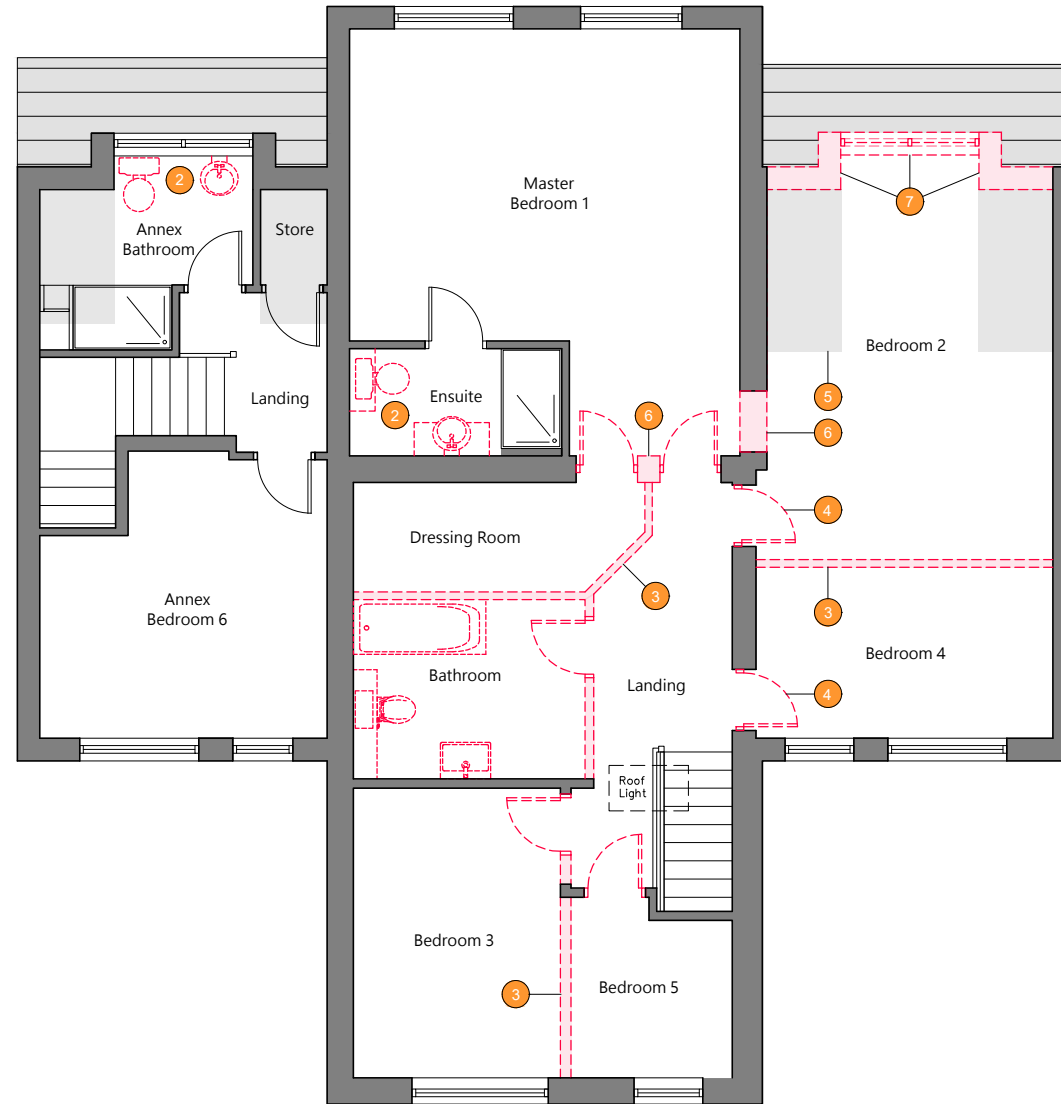 2
7
Master
Bedroom 1
Annex
Bathroom
Store
Bedroom 2
Landing
Ensuite
5
2
6
6
4
Dressing Room
3
3
Annex
Bedroom 6
Bathroom
Bedroom 4
Landing
4
Roof
Light
Bedroom 3
Bedroom 5
3